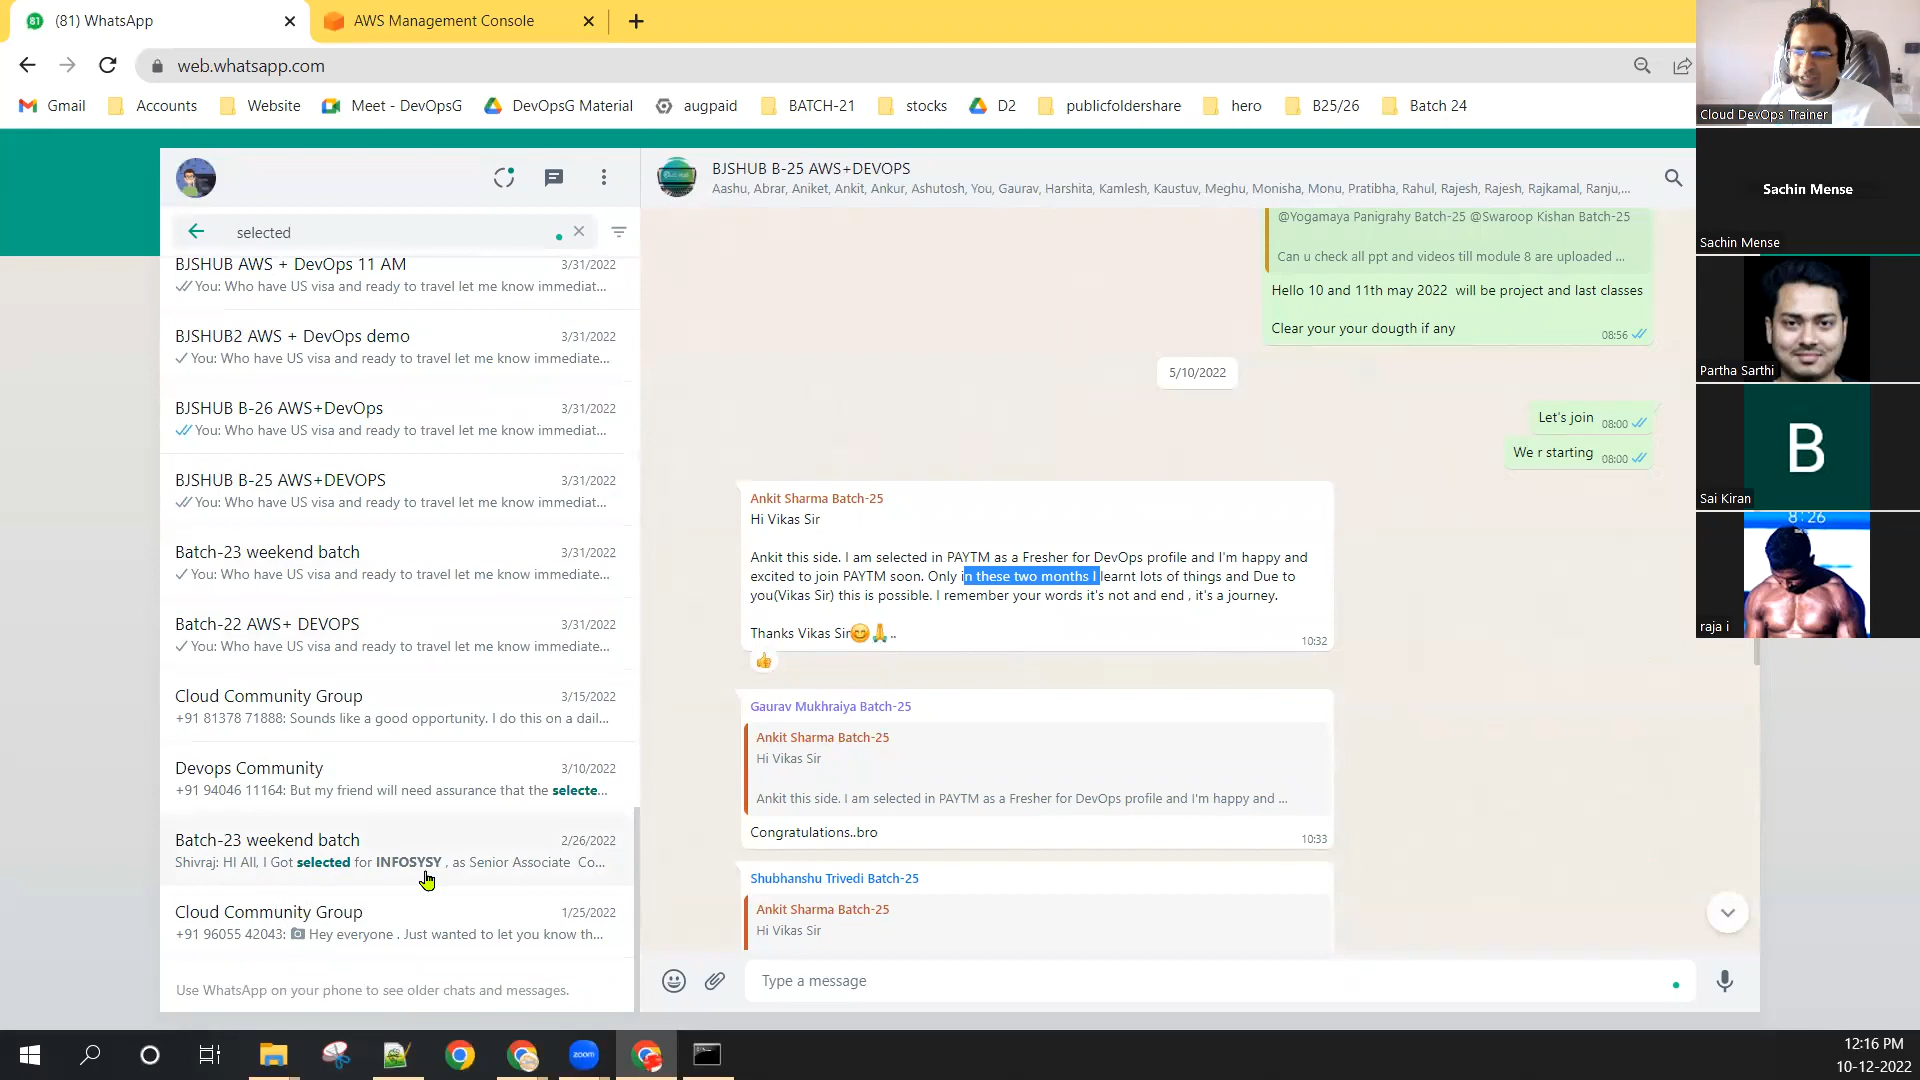 (81) WhatsApp
AWS Management Console
web.whatsapp.com
Gmail
Accounts
Website
Meet - DevOpsG
DevOpsG Material
augpaid
BATCH-21
stocks
D2
publicfoldershare
hero
B25/26
Batch 24
selected
BJSHUB AWS + DevOps 11 AM 3/31/2022
You: Who have US visa and ready to travel let me know immediat...
BJSHUB2 AWS + DevOps demo 3/31/2022
You: Who have US visa and ready to travel let me know immediate...
BJSHUB B-26 AWS+DevOps 3/31/2022
You: Who have US visa and ready to travel let me know immediat...
BJSHUB B-25 AWS+DEVOPS 3/31/2022
You: Who have US visa and ready to travel let me know immediat...
Batch-23 weekend batch 3/31/2022
You: Who have US visa and ready to travel let me know immediate...
Batch-22 AWS+ DEVOPS 3/31/2022
You: Who have US visa and ready to travel let me know immediate...
Cloud Community Group 3/15/2022
+91 81378 71888: Sounds like a good opportunity. I do this on a dail...
Devops Community 3/10/2022
+91 94046 11164: But my friend will need assurance that the selecte...
Batch-23 weekend batch 2/26/2022
Shivraj: HI All, I Got selected for INFOSYSY , as Senior Associate Co...
Cloud Community Group 1/25/2022
+91 96055 42043: Hey everyone . Just wanted to let you know th...
Use WhatsApp on your phone to see older chats and messages.
BJSHUB B-25 AWS+DEVOPS
Aashu, Abrar, Aniket, Ankit, Ankur, Ashutosh, You, Gaurav, Harshita, Kamlesh, Kaustuv, Meghu, Monisha, Monu, Pratibha, Rahul, Rajesh, Rajesh, Rajkamal, Ranju,...
@Yogamaya Panigrahy Batch-25 @Swaroop Kishan Batch-25
Can u check all ppt and videos till module 8 are uploaded ...
Hello 10 and 11th may 2022 will be project and last classes
Clear your your dougth if any 08:56
5/10/2022
Let's join 08:00
We r starting 08:00
Ankit Sharma Batch-25
Hi Vikas Sir
Ankit this side. I am selected in PAYTM as a Fresher for DevOps profile and I'm happy and
excited to join PAYTM soon. Only in these two months I learnt lots of things and Due to
you(Vikas Sir) this is possible. I remember your words it's not and end , it's a journey.
Thanks Vikas Sir😊🙏..
10:32
👍
Gaurav Mukhraiya Batch-25
Ankit Sharma Batch-25
Hi Vikas Sir
Ankit this side. I am selected in PAYTM as a Fresher for DevOps profile and I'm happy and ...
Congratulations..bro
10:33
Shubhanshu Trivedi Batch-25
Ankit Sharma Batch-25
Hi Vikas Sir
Type a message
Cloud DevOps Trainer
Sachin Mense
Sachin Mense
Partha Sarthi
B
Sai Kiran
8:26
raja i
zoom
12:16 PM
10-12-2022